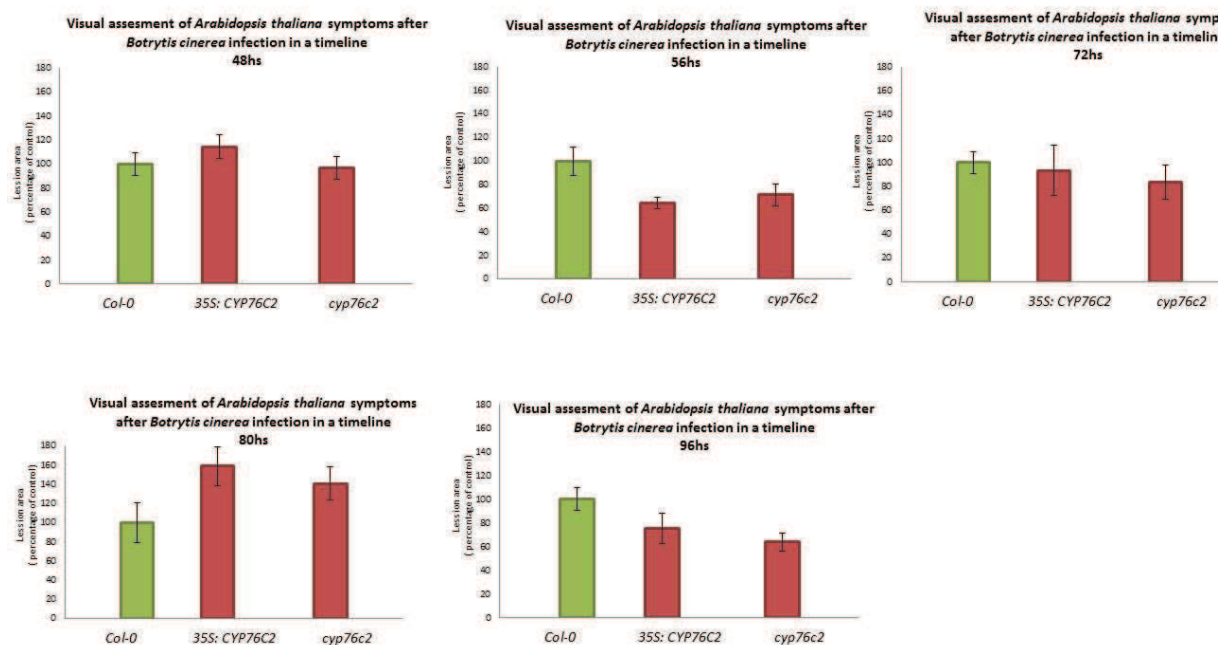 Visual assesment of Arabidopsis thaliana symptoms after
Botrytis cinerea infection in a timeline
48hs
180
160
140
120
100
80
60
40
20
0
Lession area
( percentage of control)
Col-0 35S: CYP76C2 cyp76c2
Visual assesment of Arabidopsis thaliana symptoms after
Botrytis cinerea infection in a timeline
56hs
180
160
140
120
100
80
60
40
20
0
Lession area
( percentage of control)
Col-0 35S: CYP76C2 cyp76c2
Visual assesment of Arabidopsis thaliana symp
after Botrytis cinerea infection in a timelin
72hs
180
160
140
120
100
80
60
40
20
0
Lession area
( percentage of control)
Col-0 35S: CYP76C2 cyp76c2
Visual assesment of Arabidopsis thaliana symptoms
after Botrytis cinerea infection in a timeline
80hs
180
160
140
120
100
80
60
40
20
0
Lession area
( percentage of control)
Col-0 35S: CYP76C2 cyp76c2
Visual assesment of Arabidopsis thaliana symptoms after
Botrytis cinerea infection in a timeline
96hs
180
160
140
120
100
80
60
40
20
0
Lession area
( percentage of control)
Col-0 35S: CYP76C2 cyp76c2